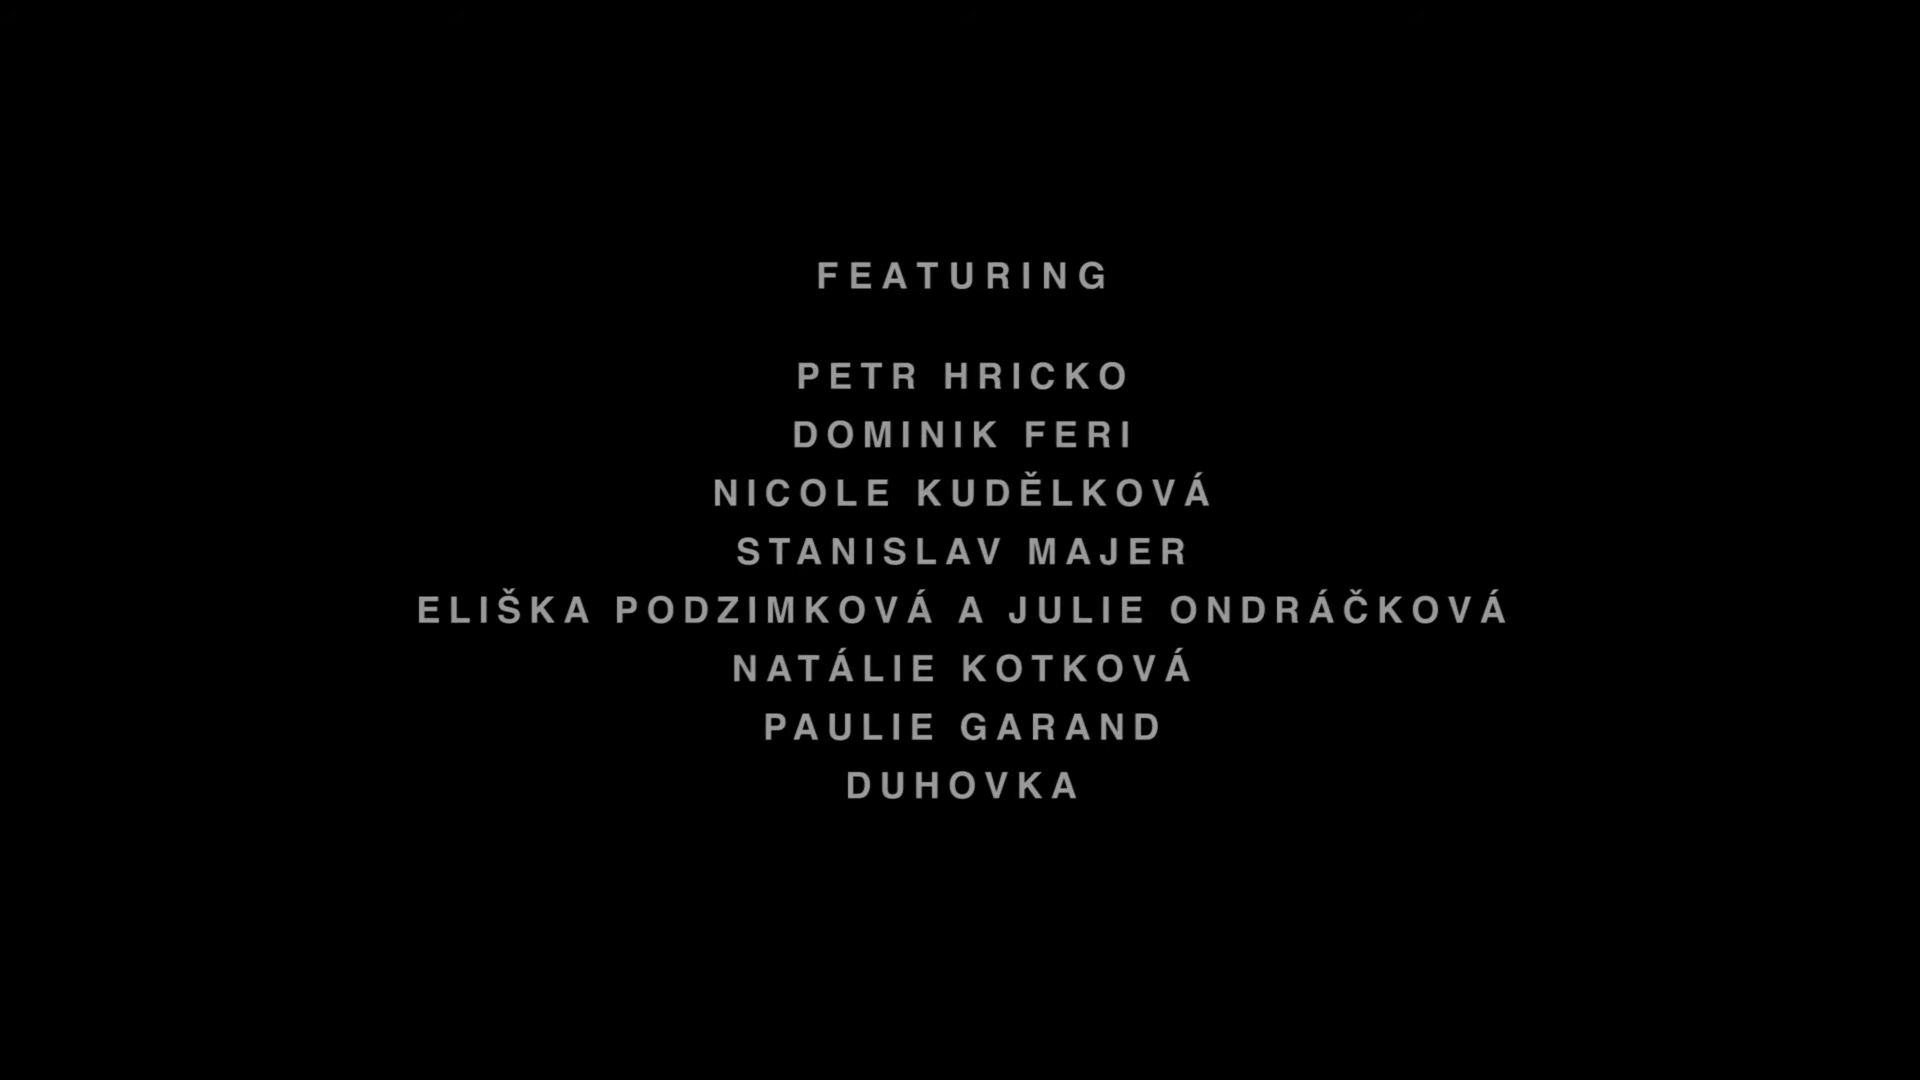 FEATURING
PETR HRICKO
DOMINIK FERI
NICOLE KUDĚLKOVÁ
STANISLAV MAJER
ELIŠKA PODZIMKOVÁ A JULIE ONDRÁČKOVÁ
NATÁLIE KOTKOVÁ
PAULIE GARAND
DUHOVKA